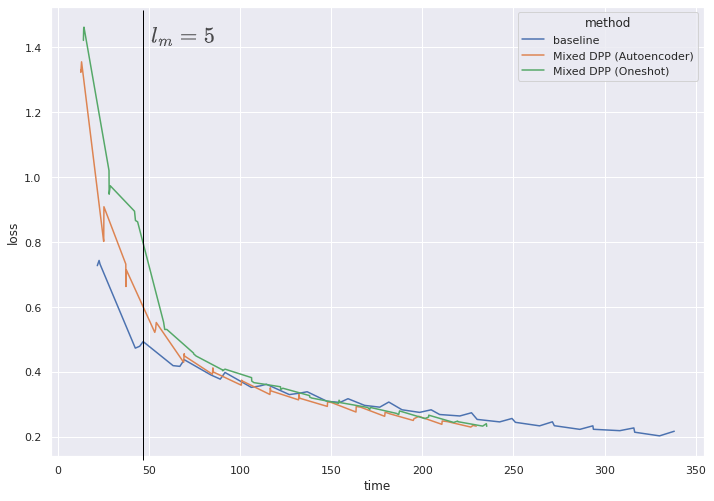 method
baseline
Mixed DPP (Autoencoder)
Mixed DPP (Oneshot)
l_m = 5
1.4
1.2
1.0
0.8
0.6
0.4
0.2
loss
0 50 100 150 200 250 300 350
time